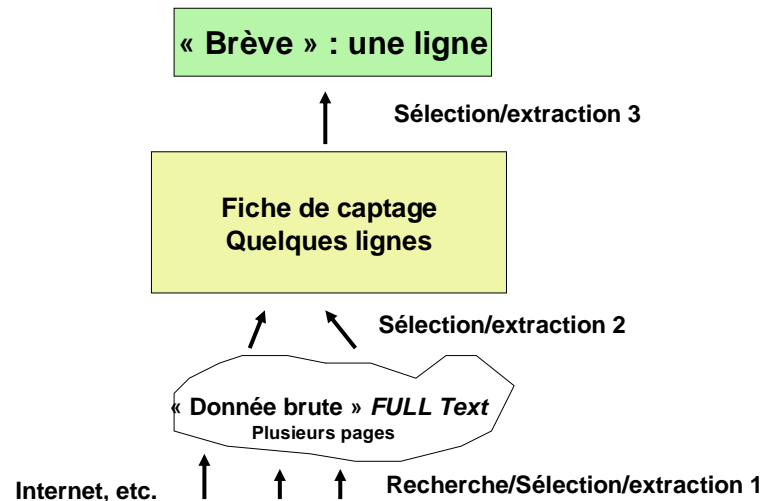 « Brève » : une ligne
Sélection/extraction 3
Fiche de captage
Quelques lignes
Sélection/extraction 2
« Donnée brute » FULL Text
Plusieurs pages
Internet, etc.
Recherche/Sélection/extraction 1